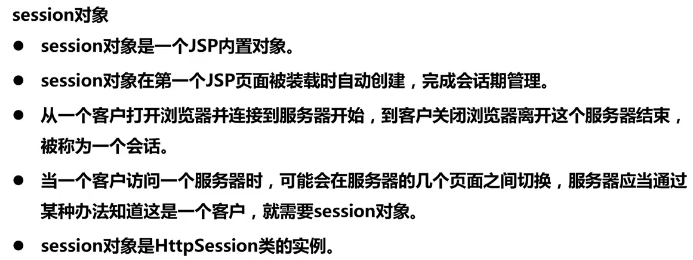 session对象
● session对象是一个JSP内置对象。
● session对象在第一个JSP页面被装载时自动创建，完成会话期管理。
● 从一个客户打开浏览器并连接到服务器开始，到客户关闭浏览器离开这个服务器结束，
被称为一个会话。
● 当一个客户访问一个服务器时，可能会在服务器的几个页面之间切换，服务器应当通过
某种办法知道这是一个客户，就需要session对象。
● session对象是HttpSession类的实例。